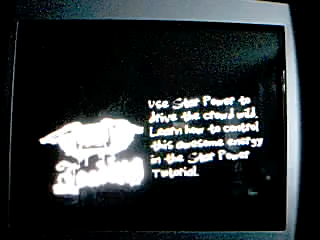 Use Star Power to
drive the crowd wild.
Learn how to control
this awesome energy
in the Star Power
Tutorial.